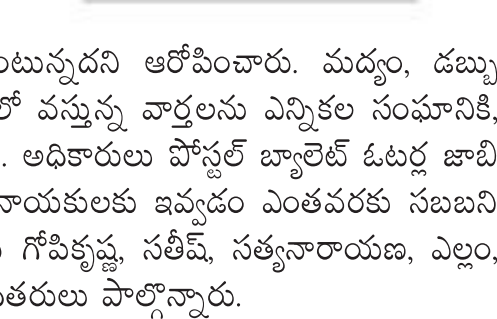 ంటున్నదని ఆరోపించారు. మద్యం, డబ్బు
లో వస్తున్న వార్తలను ఎన్నికల సంఘానికి,
. అధికారులు పోస్టల్ బ్యాలెట్ ఓటర్ల జాబి
నాయకులకు ఇవ్వడం ఎంతవరకు సబబని
గోపికృష్ణ, సతీష్, సత్యనారాయణ, ఎల్లం,
తరులు పాల్గొన్నారు.